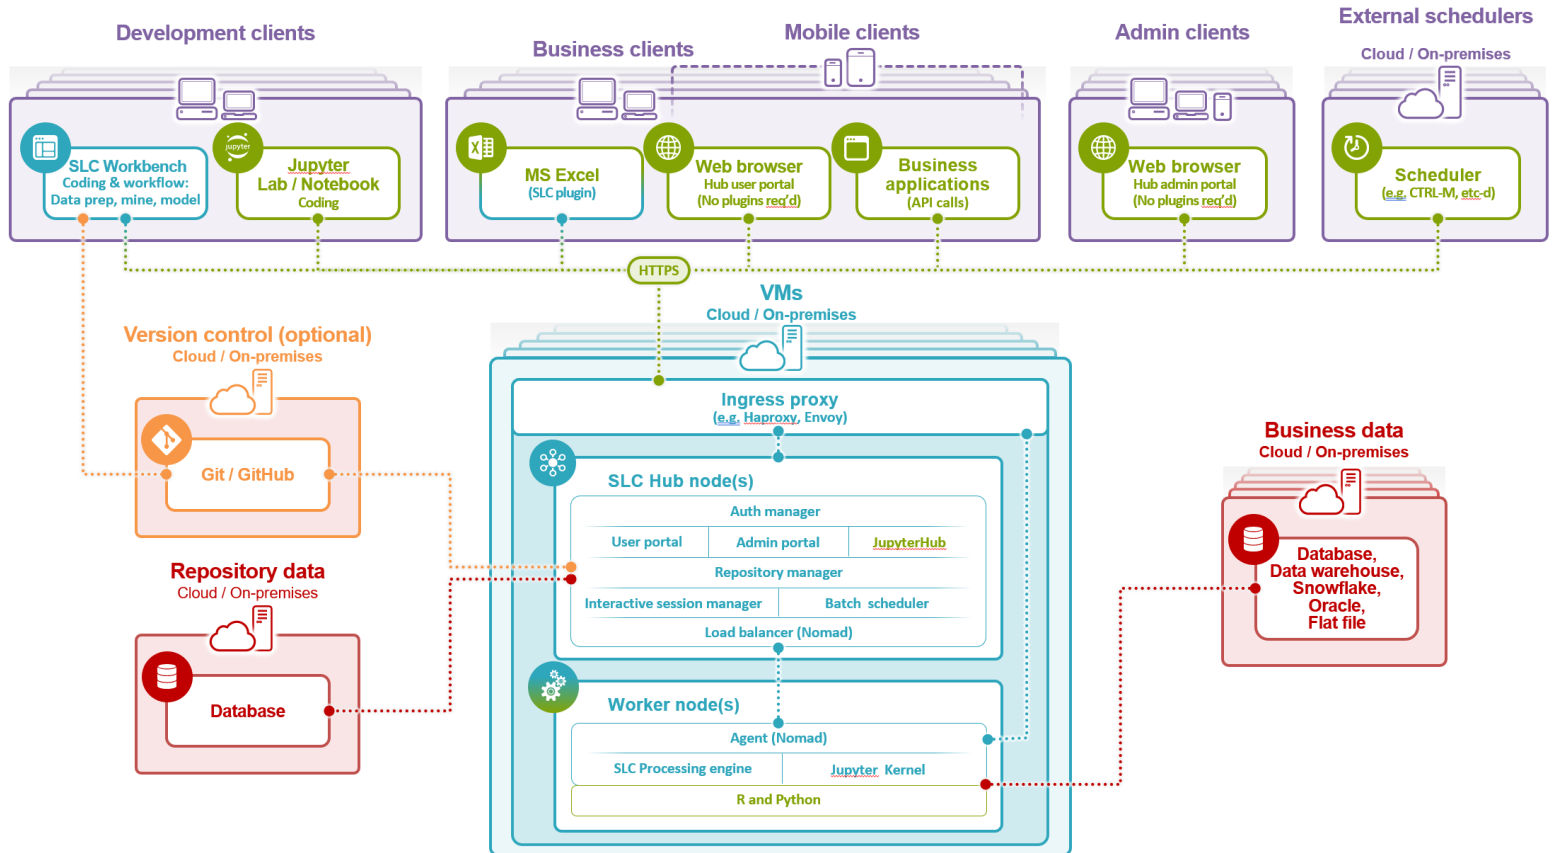 Development clients
Business clients
Mobile clients
Admin clients
External schedulers
Cloud / On-premises
SLC Workbench
Coding & workflow:
Data prep, mine, model
jupyter
Jupyter
Lab / Notebook
Coding
MS Excel
(SLC plugin)
Web browser
Hub user portal
(No plugins req'd)
Business
applications
(API calls)
Web browser
Hub admin portal
(No plugins req'd)
Scheduler
(e.g. CTRL-M, etc-d)
HTTPS
VMs
Cloud / On-premises
Version control (optional)
Cloud / On-premises
Git / GitHub
Repository data
Cloud / On-premises
Database
Ingress proxy
(e.g. Haproxy, Envoy)
SLC Hub node(s)
Auth manager
User portal
Admin portal
JupyterHub
Repository manager
Interactive session manager
Batch scheduler
Load balancer (Nomad)
Worker node(s)
Agent (Nomad)
SLC Processing engine
Jupyter Kernel
R and Python
Business data
Cloud / On-premises
Database,
Data warehouse,
Snowflake,
Oracle,
Flat file